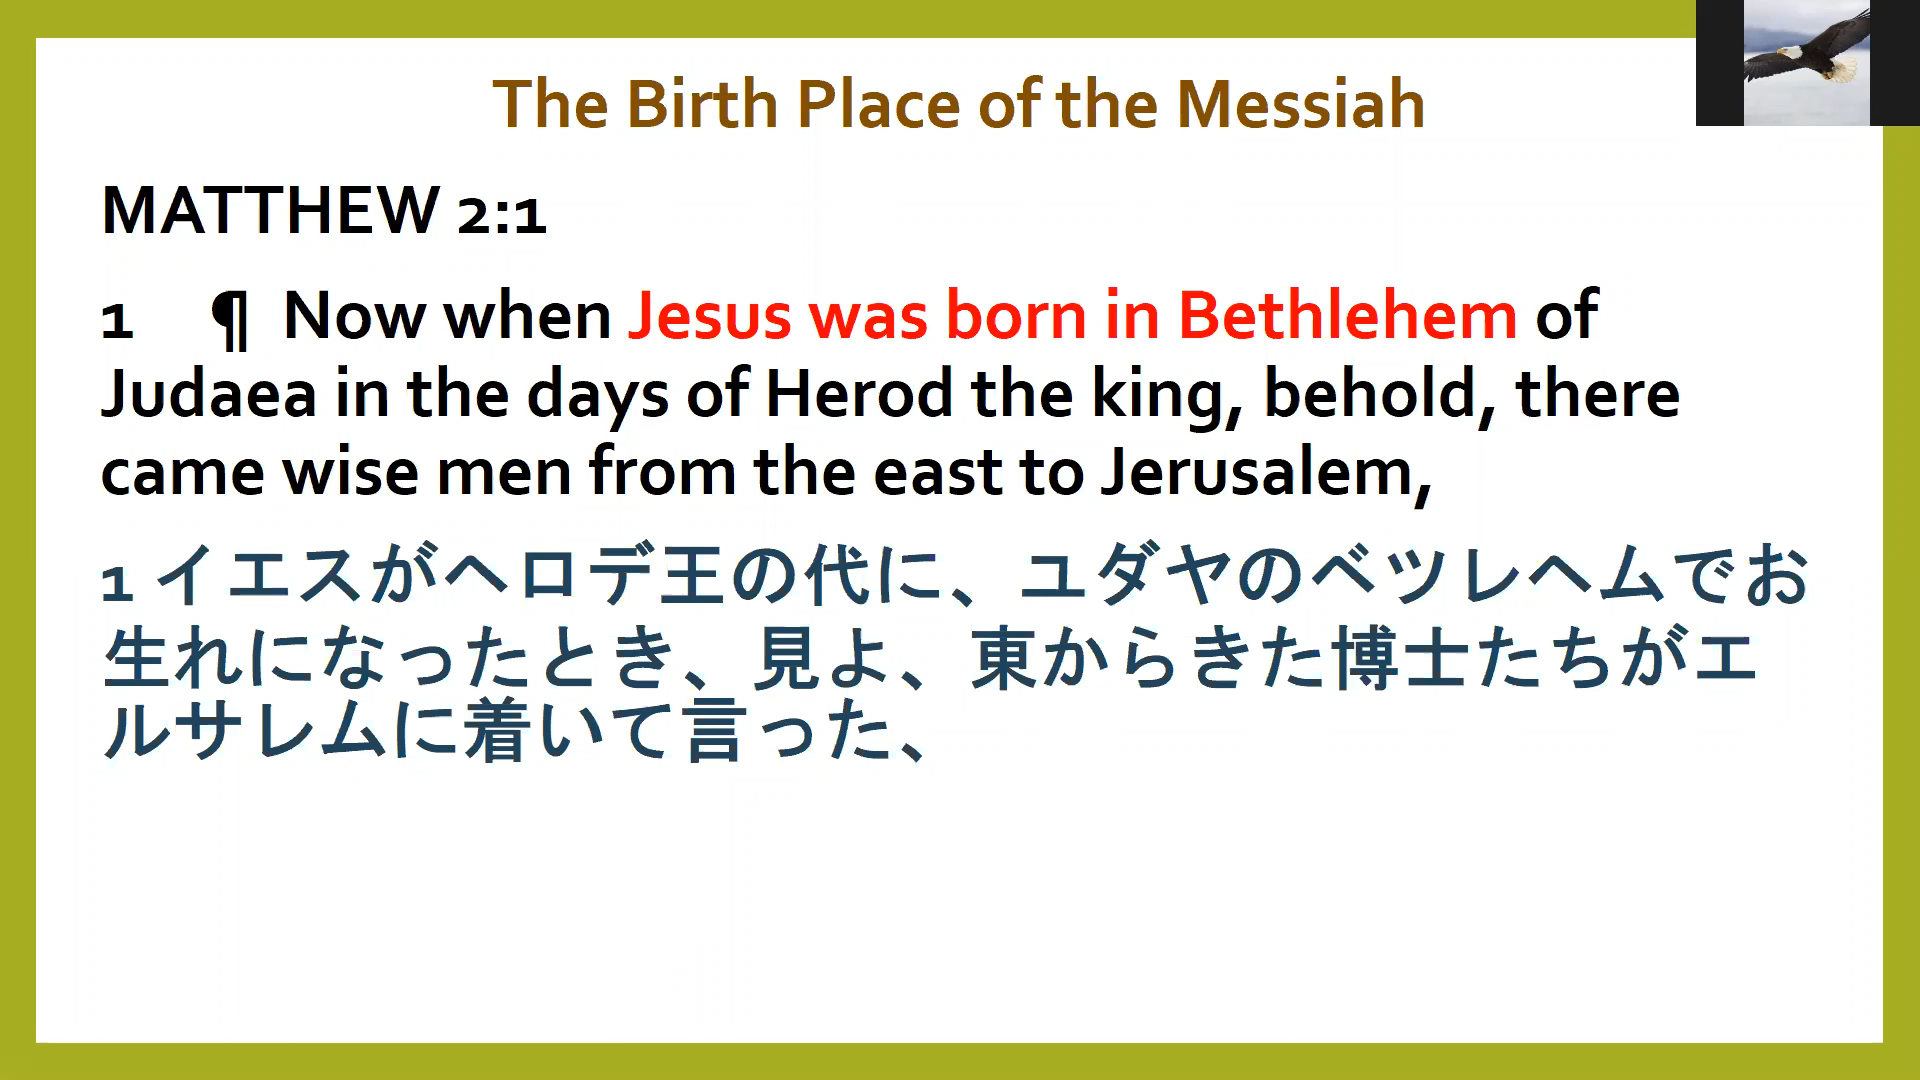 The Birth Place of the Messiah
MATTHEW 2:1
1 ¶ Now when Jesus was born in Bethlehem of
Judaea in the days of Herod the king, behold, there
came wise men from the east to Jerusalem,
1 イエスがヘロデ王の代に、ユダヤのベツレヘムでお
生れになったとき、見よ、東からきた博士たちがエ
ルサレムに着いて言った、